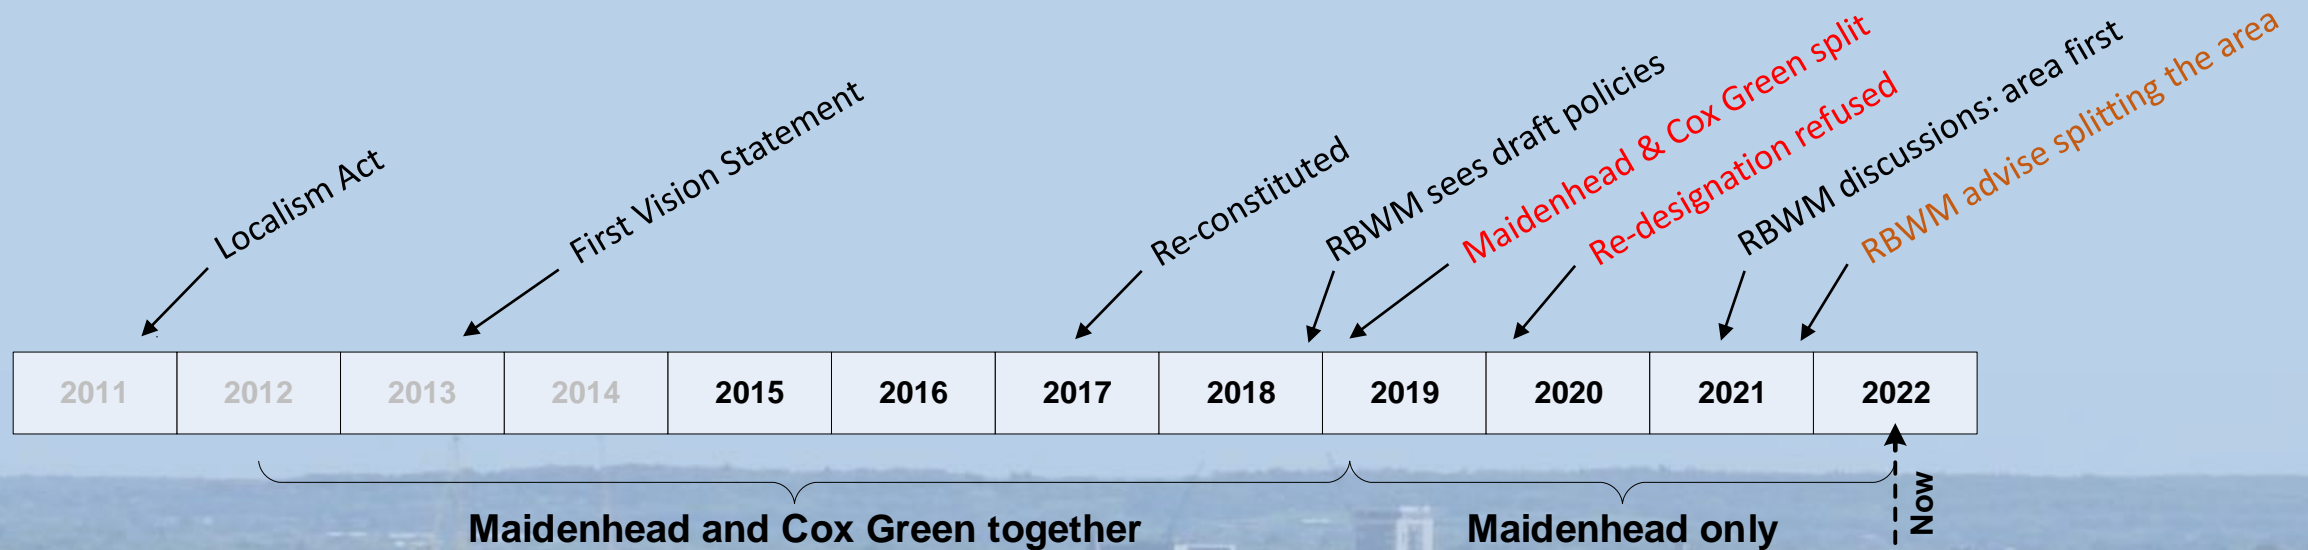 Localism Act
First Vision Statement
Re-constituted
RBWM sees draft policies
Maidenhead & Cox Green split
Re-designation refused
RBWM discussions: area first
RBWM advise splitting the area
2011
2012
2013
2014
2015
2016
2017
2018
2019
2020
2021
2022
Maidenhead and Cox Green together
Maidenhead only
Now